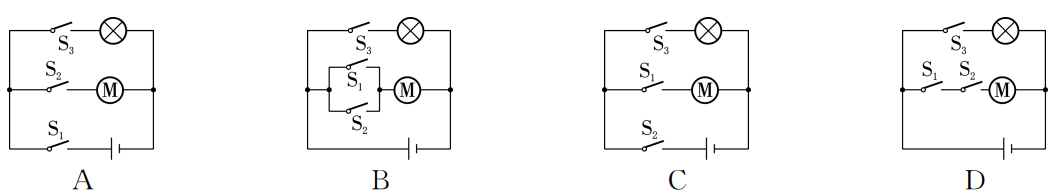 S₃ S₃ S₃ S₃
S₂ S₁ S₁ S₁ S₂
M M M M
S₁ S₂ S₂
A B C D